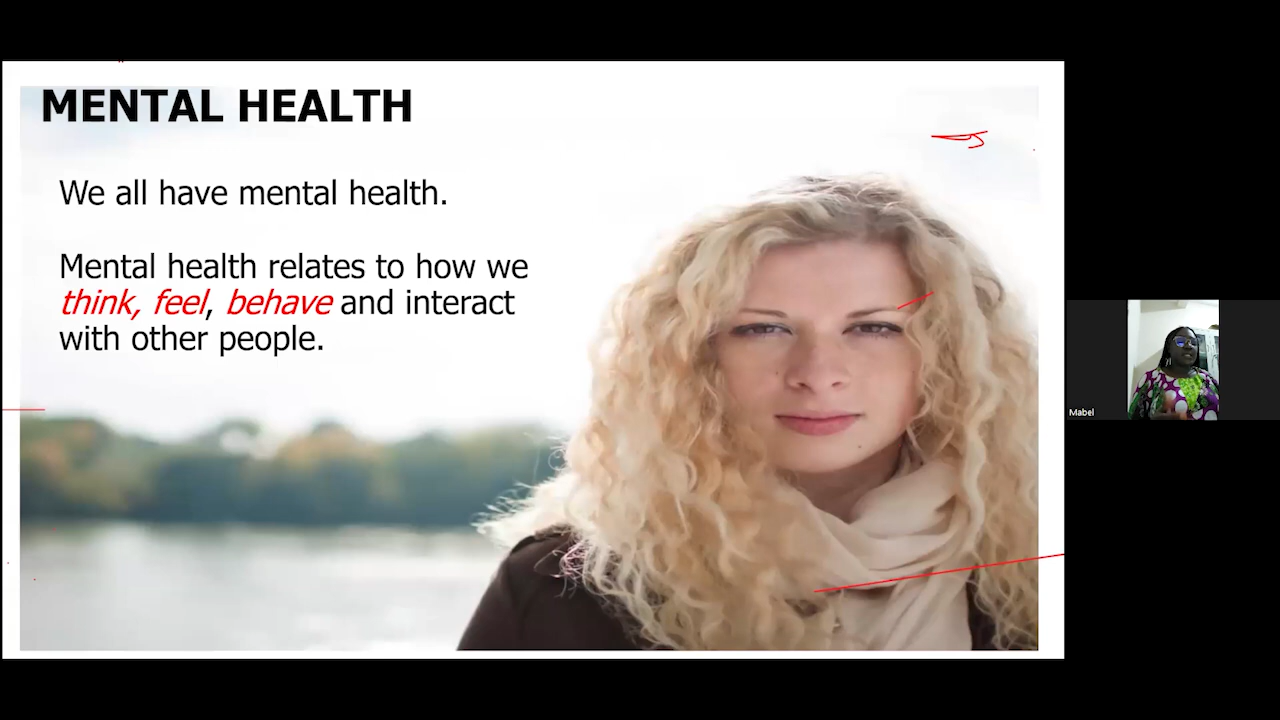 MENTAL HEALTH
We all have mental health.
Mental health relates to how we
think, feel, behave and interact
with other people.
Mabel